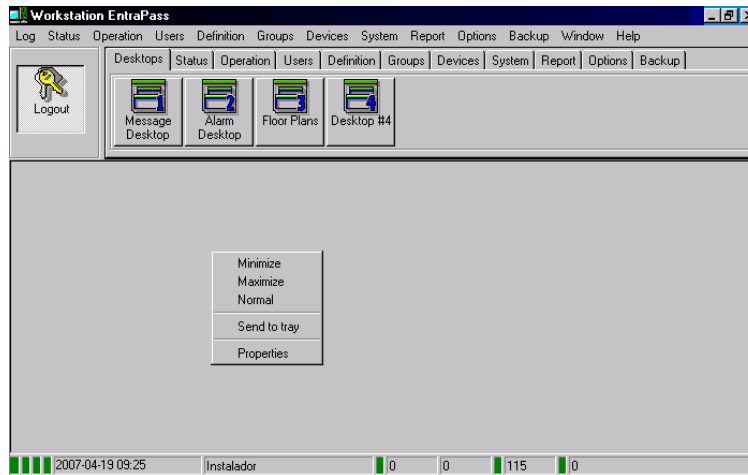 Workstation EntraPass
Log Status Operation Users Definition Groups Devices System Report Options Backup Window Help
Desktops Status Operation Users Definition Groups Devices System Report Options Backup
Logout
1 2 3 4
Message Desktop
Alarm Desktop
Floor Plans
Desktop #4
Minimize
Maximize
Normal
Send to tray
Properties
2007-04-19 09:25 Instalador 0 0 115 0